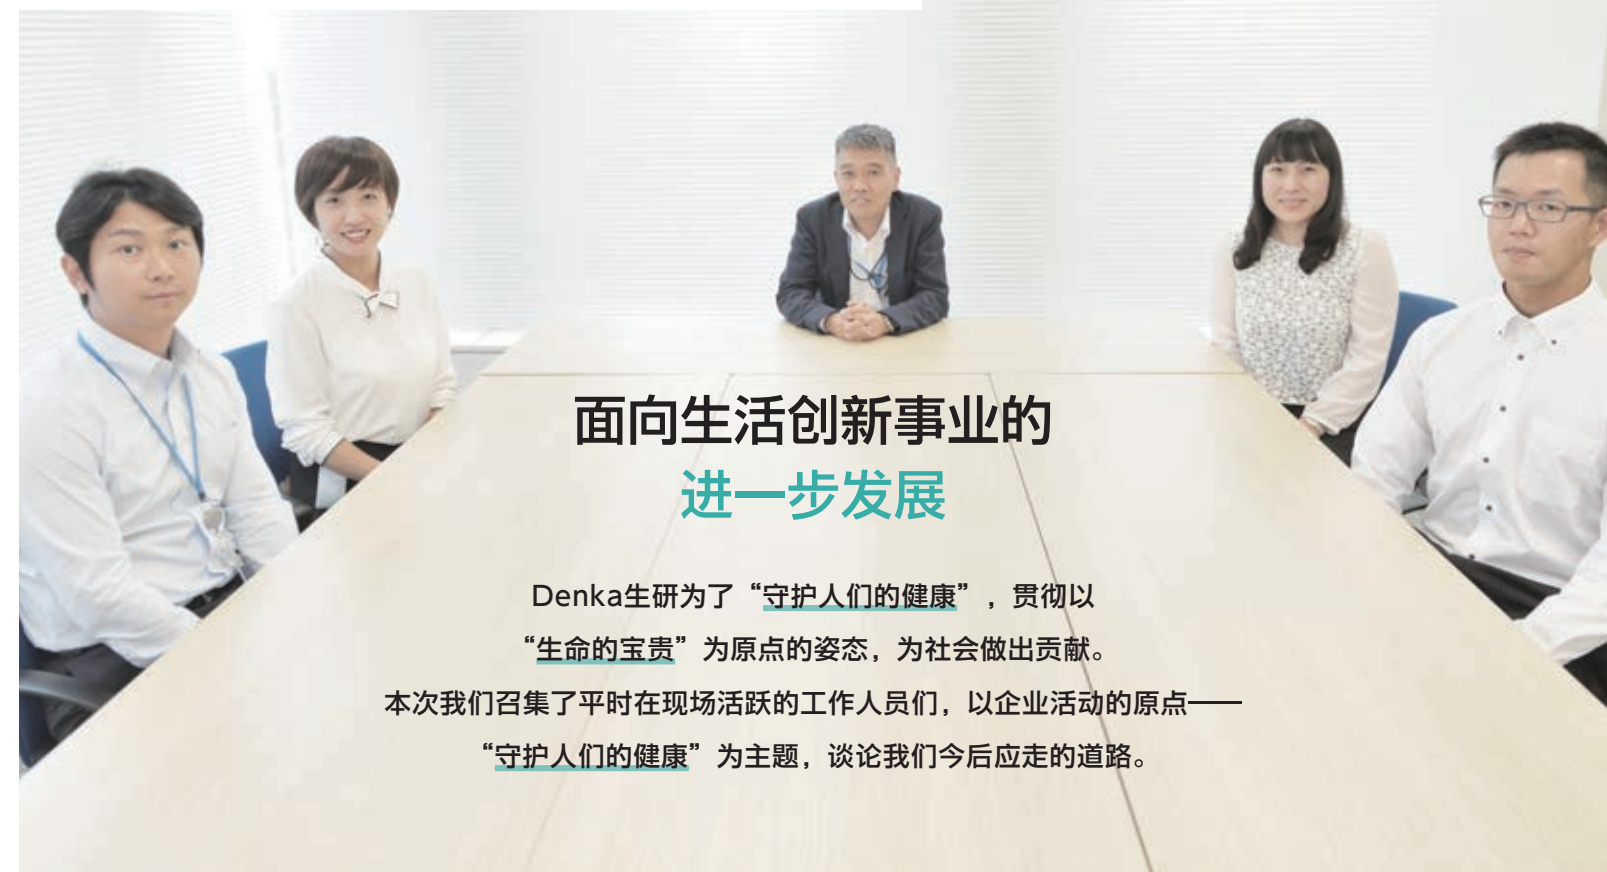 面向生活创新事业的
进一步发展
Denka生研为了“守护人们的健康”，贯彻以
“生命的宝贵”为原点的姿态，为社会做出贡献。
本次我们召集了平时在现场活跃的工作人员们，以企业活动的原点——
“守护人们的健康”为主题，谈论我们今后应走的道路。